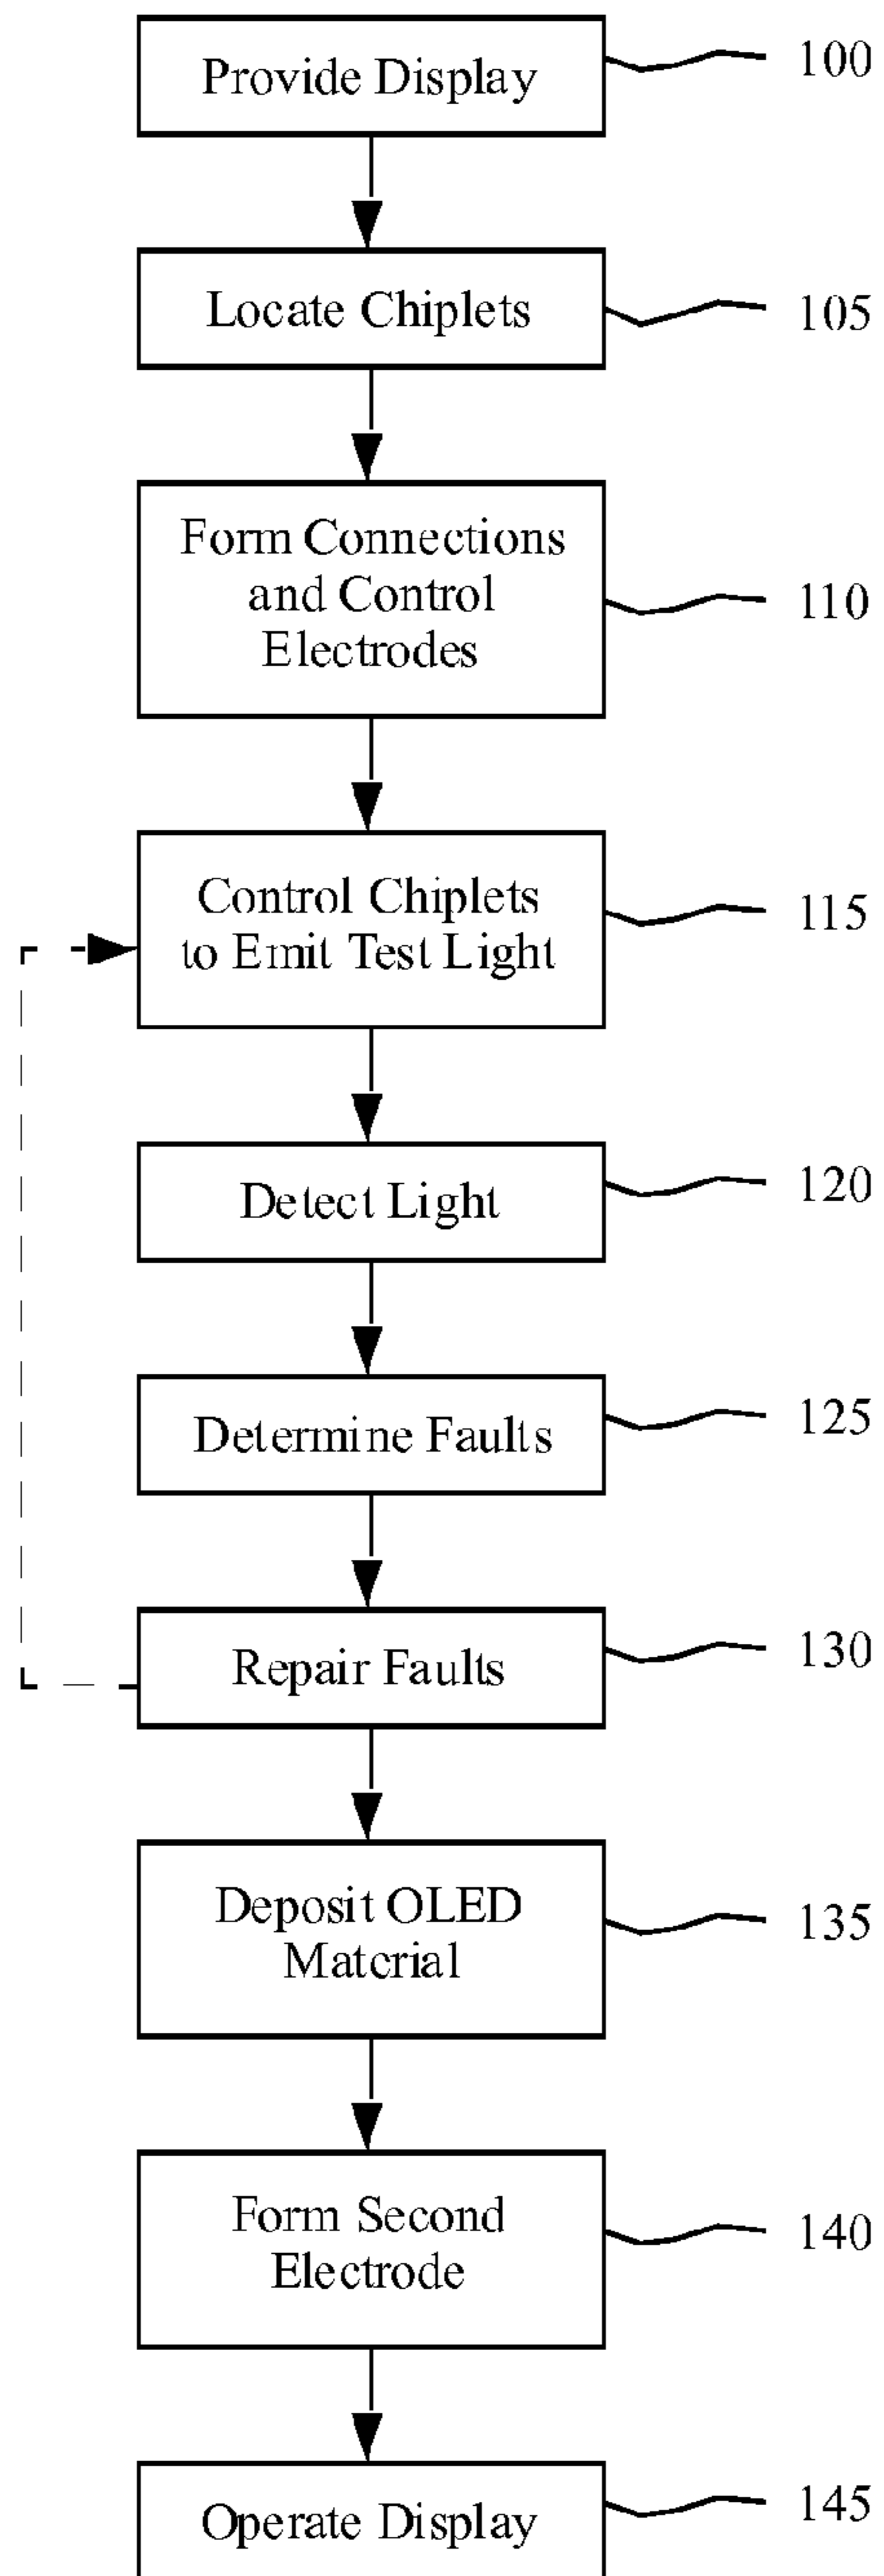 Provide Display
100
Locate Chiplets
105
Form Connections
and Control
Electrodes
110
Control Chiplets
to Emit Test Light
115
Detect Light
120
Determine Faults
125
Repair Faults
130
Deposit OLED
Material
135
Form Second
Electrode
140
Operate Display
145